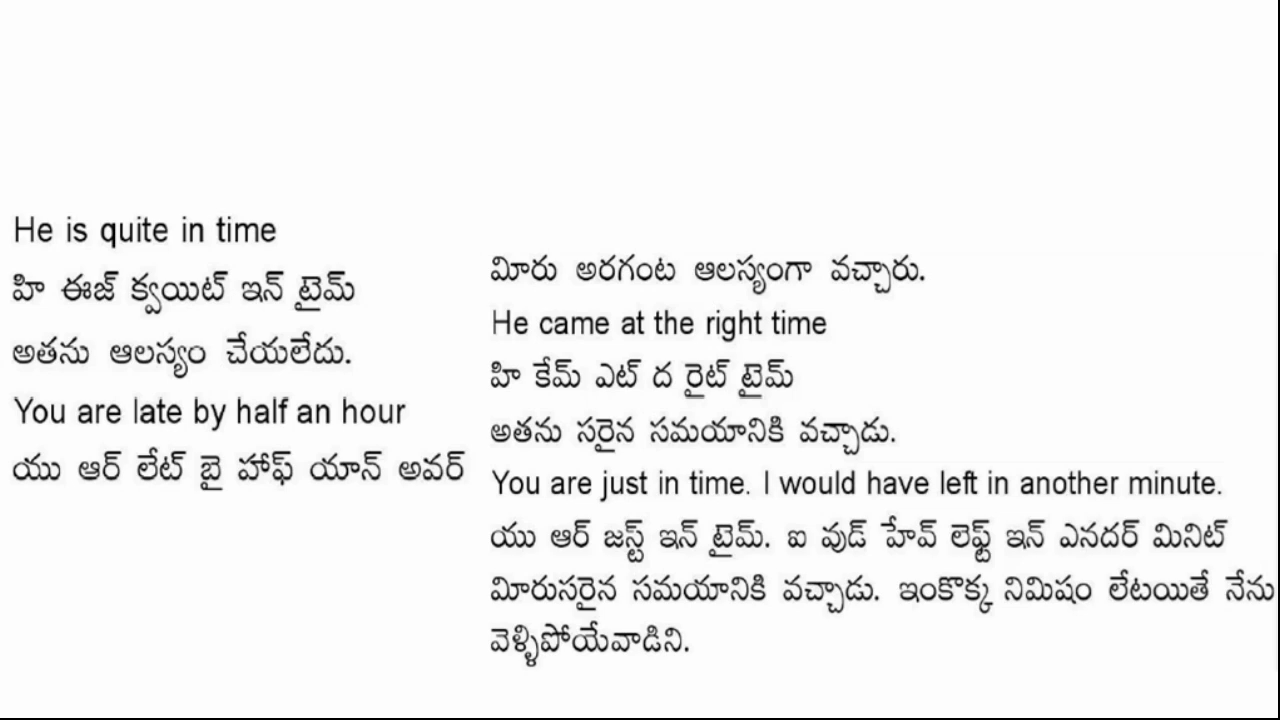 He is quite in time
హి ఈజ్ క్వయిట్ ఇన్ టైమ్
అతను ఆలస్యం చేయలేదు.
You are late by half an hour
యు ఆర్ లేట్ బై హాఫ్ యాన్ అవర్
మీరు అరగంట ఆలస్యంగా వచ్చారు.
He came at the right time
హి కేమ్ ఎట్ ద రైట్ టైమ్
అతను సరైన సమయానికి వచ్చాడు.
You are just in time. I would have left in another minute.
యు ఆర్ జస్ట్ ఇన్ టైమ్. ఐ వుడ్ హేవ్ లెఫ్ట్ ఇన్ ఎనదర్ మినిట్
మీరుసరైన సమయానికి వచ్చాడు. ఇంకొక్క నిమిషం లేటయితే నేను
వెళ్ళిపోయేవాడిని.